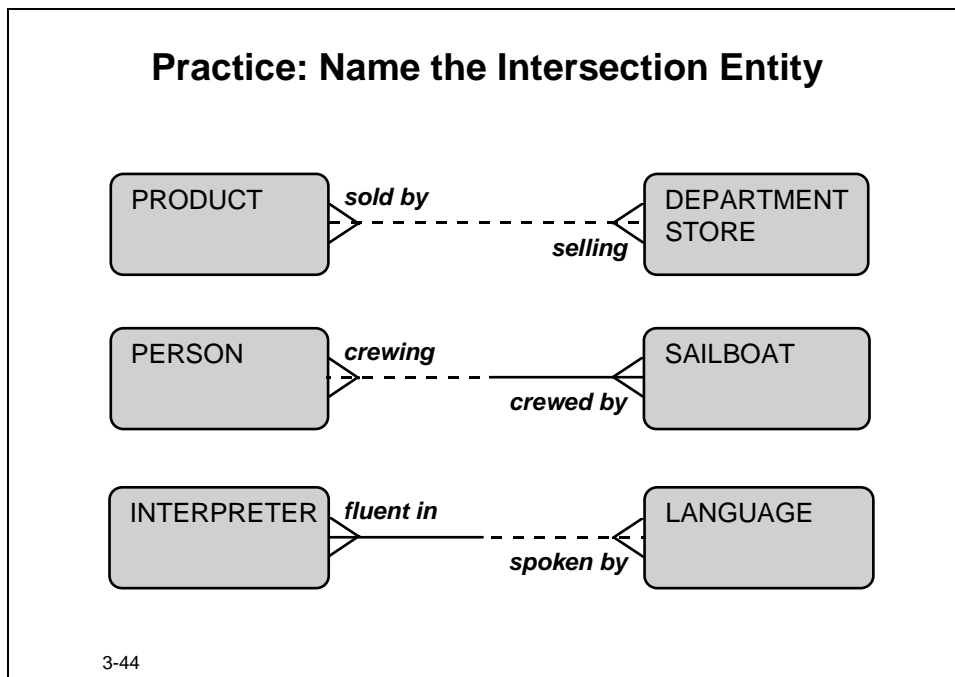 Practice: Name the Intersection Entity
PRODUCT
sold by
selling
DEPARTMENT
STORE
PERSON
crewing
crewed by
SAILBOAT
INTERPRETER
fluent in
spoken by
LANGUAGE
3-44